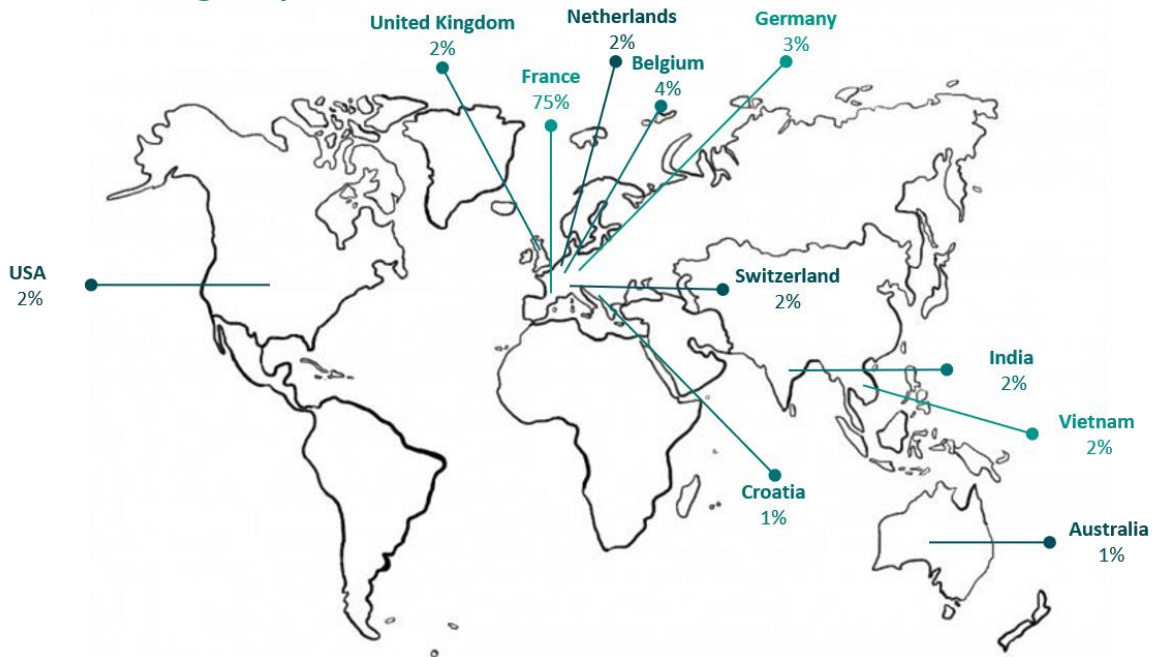 United Kingdom
2%
Netherlands
2%
Germany
3%
France
75%
Belgium
4%
USA
2%
Switzerland
2%
India
2%
Vietnam
2%
Croatia
1%
Australia
1%